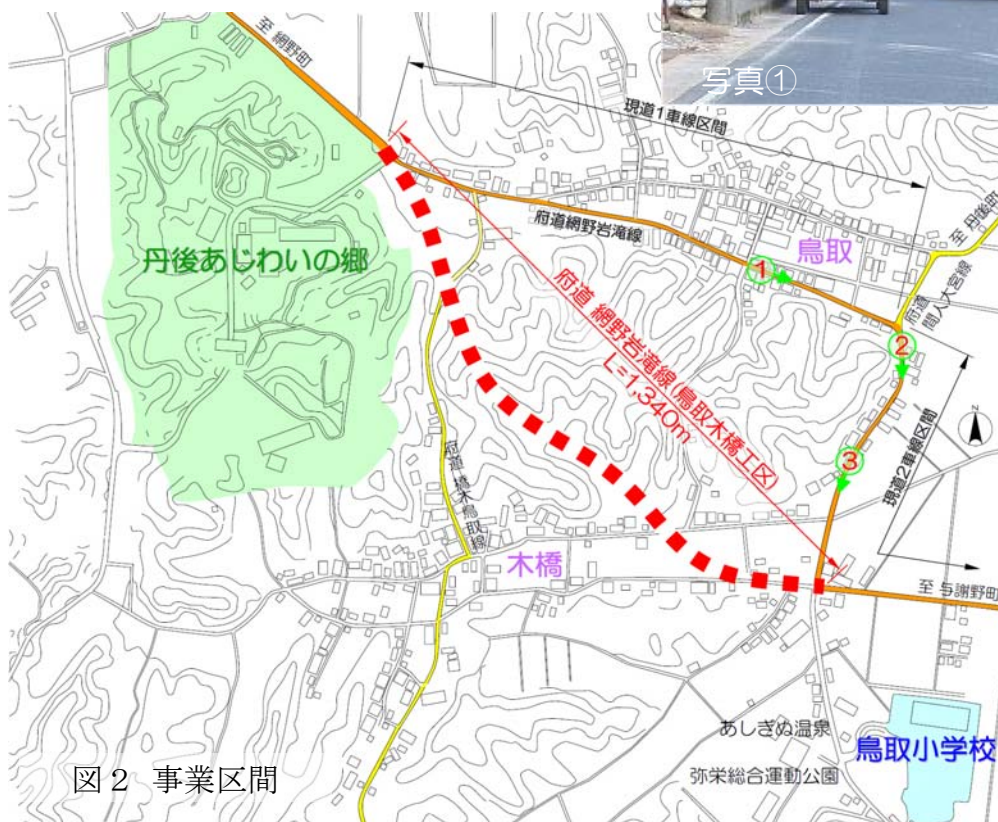 写真①
至 網野町
現道1車線区間
府道網野岩滝線
鳥取
至 丹後町
府道
間人大宮線
丹後あじわいの郷
①
②
③
府道 網野岩滝線(鳥取木橋工区)
L=1,340m
z
現道2車線区間
府道橋木鳥取線
木橋
至 与謝野町
あしぎぬ温泉
鳥取小学校
弥栄総合運動公園
図2 事業区間